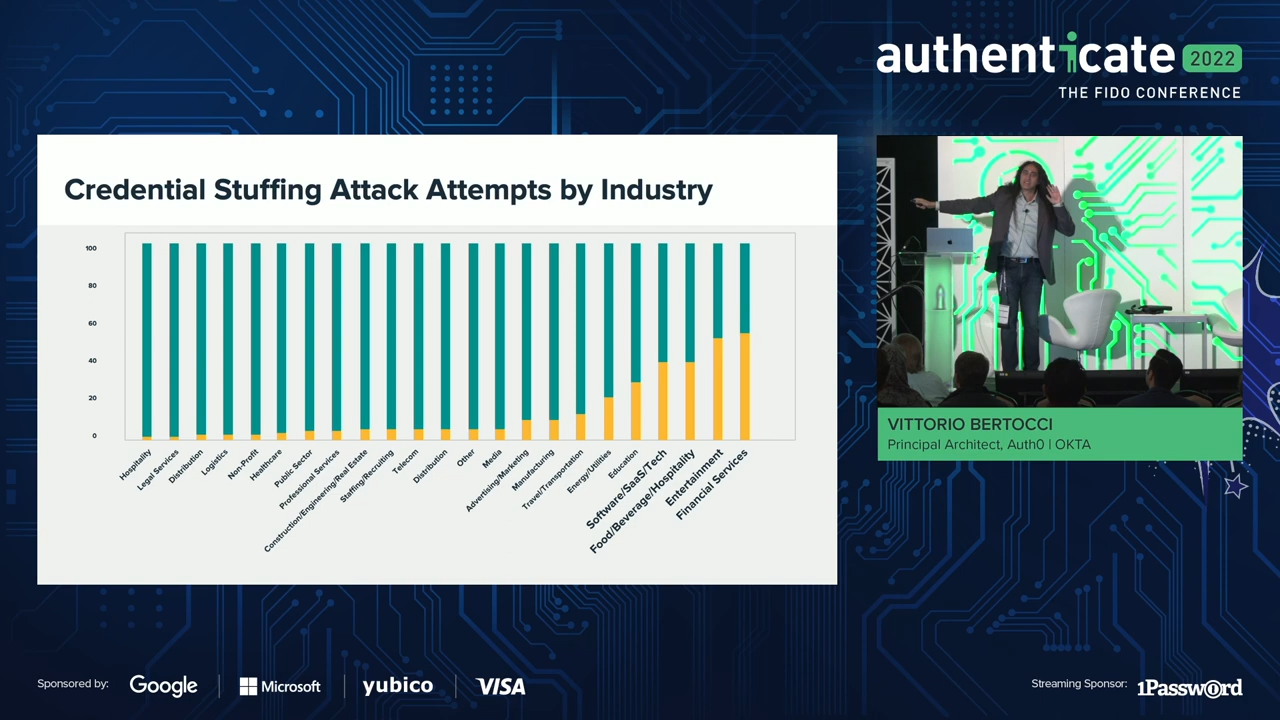 authenticate 2022
THE FIDO CONFERENCE
Credential Stuffing Attack Attempts by Industry
100
80
60
40
20
0
Hospitality
Legal Services
Distribution
Logistics
Non-Profit
Healthcare
Public Sector
Professional Services
Construction/Engineering/Real Estate
Staffing/Recruiting
Telecom
Distribution
Other
Media
Advertising/Marketing
Manufacturing
Travel/Transportation
Energy/Utilities
Education
Software/SaaS/Tech
Food/Beverage/Hospitality
Entertainment
Financial Services
VITTORIO BERTOCCI
Principal Architect, Auth0 | OKTA
Sponsored by:
Google
Microsoft
yubico
VISA
Streaming Sponsor:
1Password